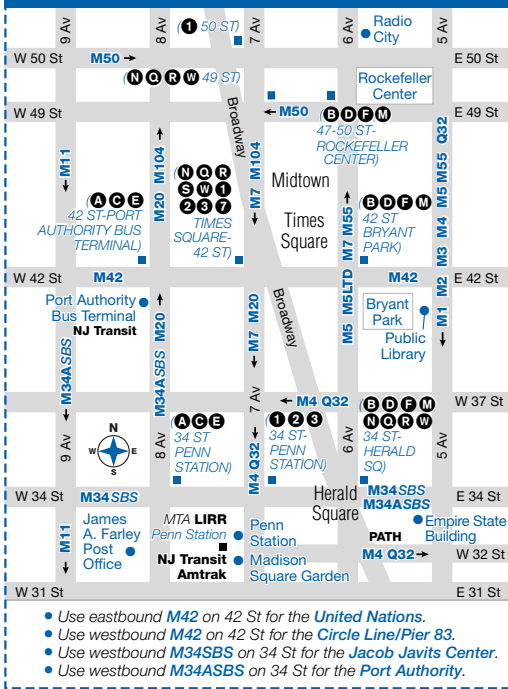 9 Av
8 Av
1 50 ST)
7 Av
6 Av
Radio
City
5 Av
W 50 St
M50
E 50 St
(N Q R W 49 ST)
Rockefeller
Center
W 49 St
Broadway
M50
(B D F M
47-50 ST-
ROCKEFELLER
CENTER)
E 49 St
M11
M20 M104
M7 M104
M5 M55 Q32
(A C E
42 ST-PORT
AUTHORITY BUS
TERMINAL)
(N Q R
S W 1
2 3 7
TIMES
SQUARE-
42 ST)
Midtown
Times
Square
M5 M5LTD M7 M55
(B D F M
42 ST
BRYANT
PARK)
M1 M2 M3 M4
W 42 St
M42
M42
E 42 St
Port Authority
Bus Terminal
NJ Transit
Broadway
Bryant
Park
Public
Library
M34ASBS
M34ASBS M20
M7 M20
M4 Q32
W 37 St
9 Av
N
W E
S
8 Av
(A C E
34 ST
PENN
STATION)
7 Av
M4 Q32
(1 2 3
34 ST-
PENN
STATION)
6 Av
(B D F M
N Q R W
34 ST-
HERALD
SQ)
5 Av
W 34 St
M34SBS
Herald
Square
M34SBS
M34ASBS
E 34 St
M11
James
A. Farley
Post
Office
MTA LIRR
Penn Station
NJ Transit
Amtrak
Penn
Station
Madison
Square Garden
Empire State
Building
PATH
M4 Q32
W 32 St
W 31 St
E 31 St
• Use eastbound M42 on 42 St for the United Nations.
• Use westbound M42 on 42 St for the Circle Line/Pier 83.
• Use westbound M34SBS on 34 St for the Jacob Javits Center.
• Use westbound M34ASBS on 34 St for the Port Authority.